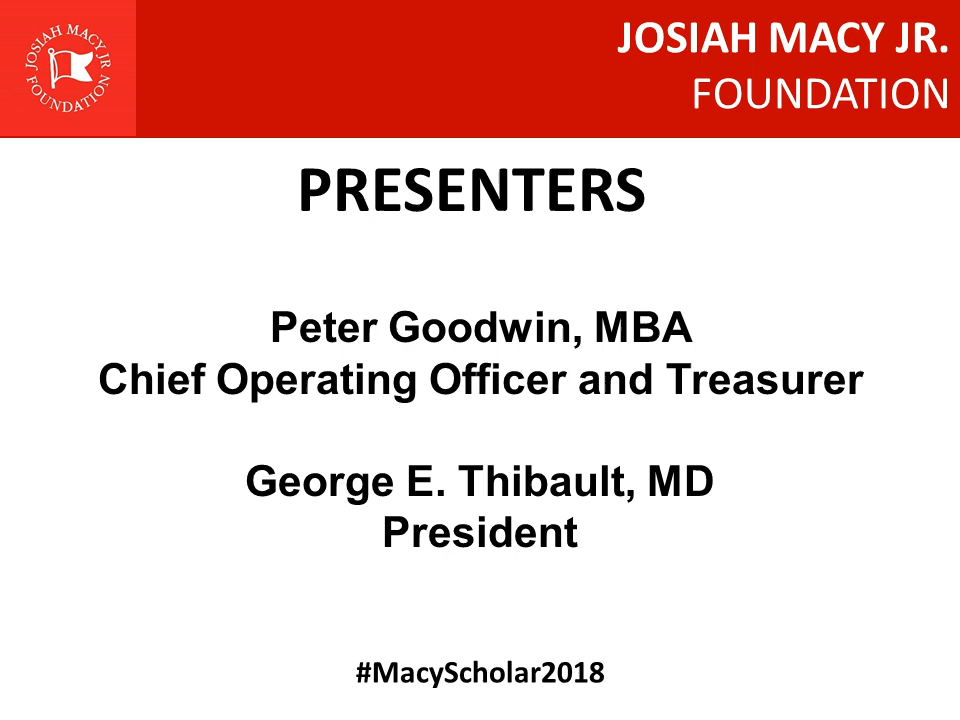 JOSIAH MACY JR
FOUNDATION
JOSIAH MACY JR.
FOUNDATION
PRESENTERS
Peter Goodwin, MBA
Chief Operating Officer and Treasurer
George E. Thibault, MD
President
#MacyScholar2018